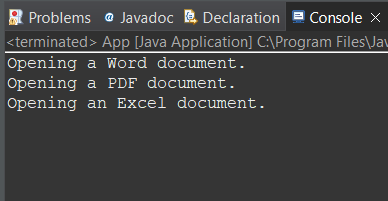 Problems @ Javadoc Declaration Console ×
<terminated> App [Java Application] C:\Program Files\Jav
Opening a Word document.
Opening a PDF document.
Opening an Excel document.